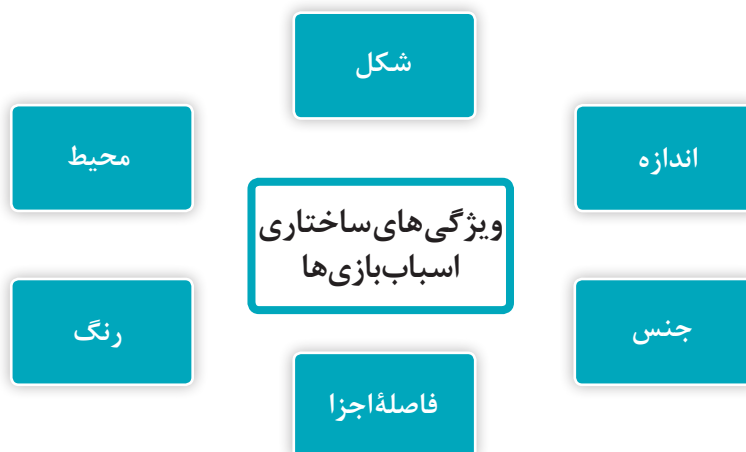 شکل
اندازه
محیط
ویژگی‌های‌ساختاری
اسباب‌بازی‌ها
جنس
رنگ
فاصلهٔ‌اجزا